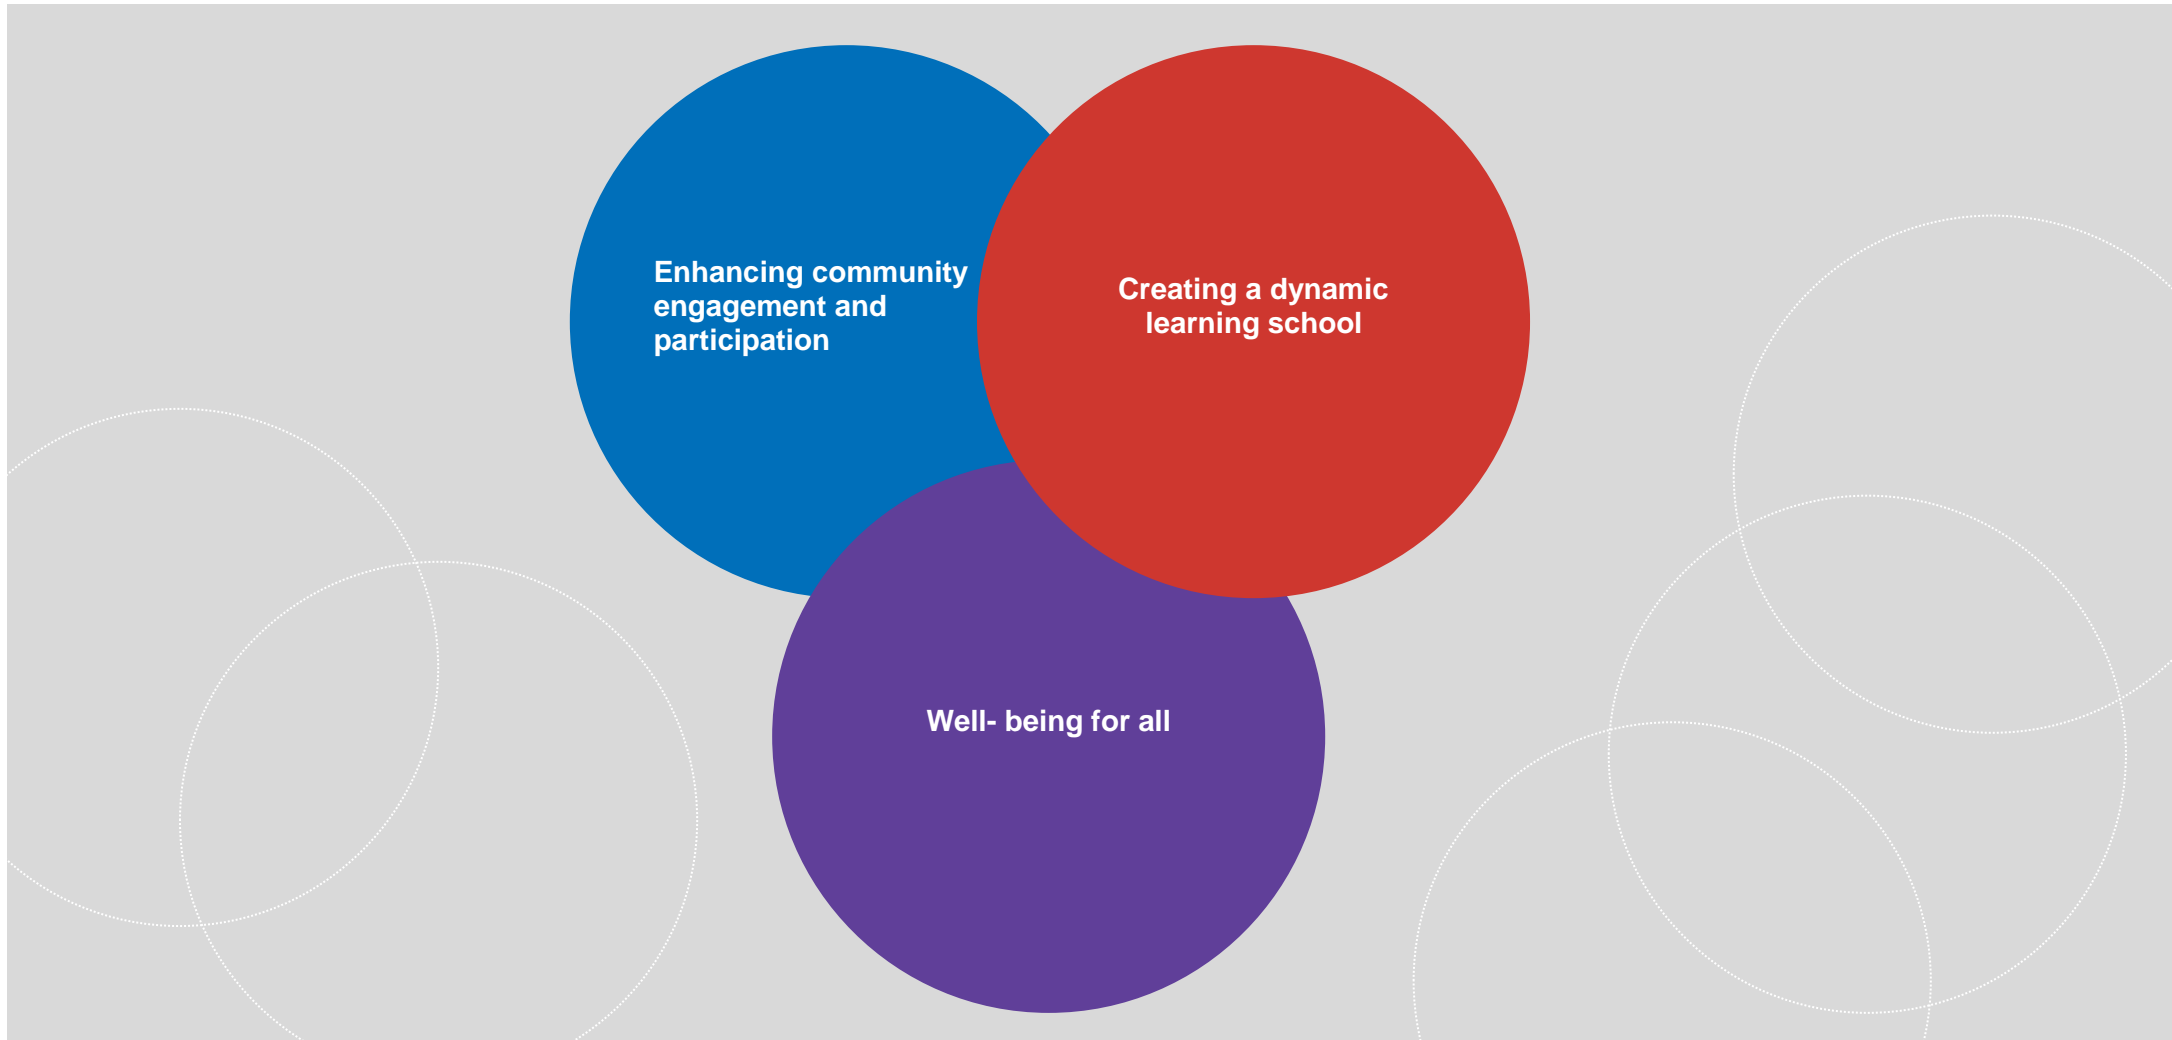 Enhancing community
engagement and
participation
Creating a dynamic
learning school
Well- being for all